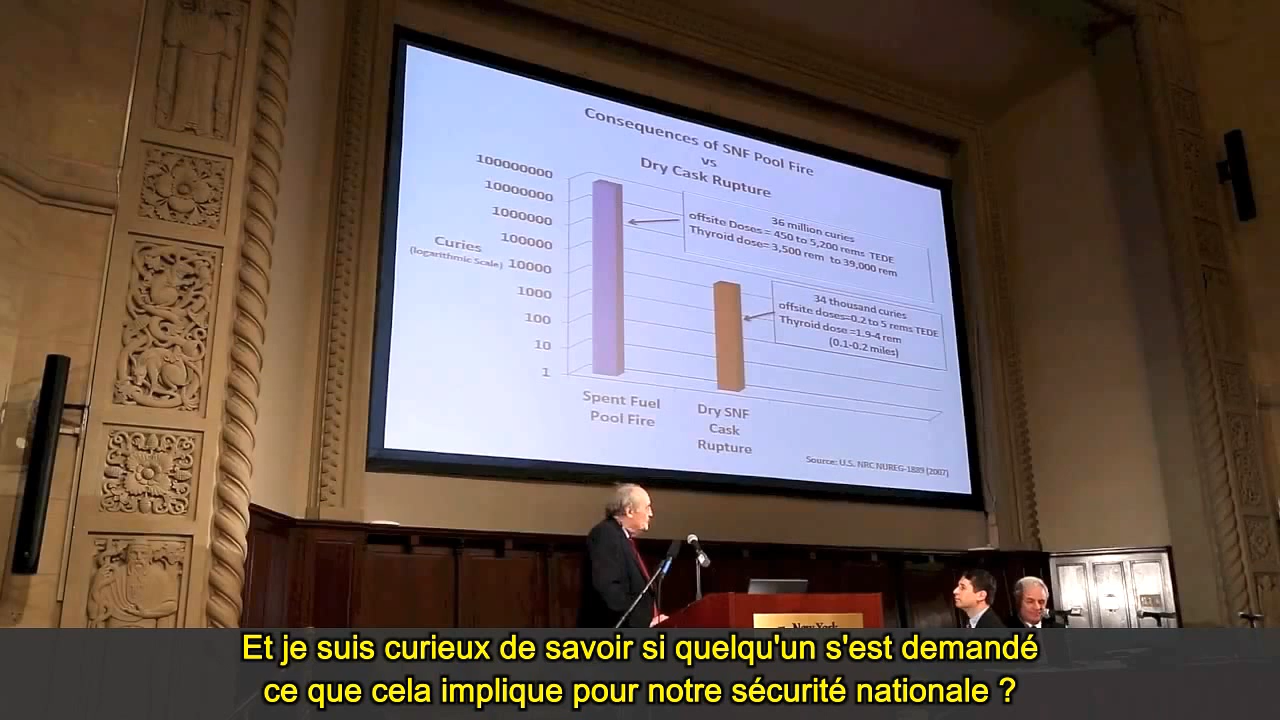 Consequences of SNF Pool Fire
vs
Dry Cask Rupture
100000000
10000000
1000000
100000
10000
1000
100
10
1
Curies
(logarithmic Scale)
36 million curies
offsite Doses = 450 to 5,200 rems TEDE
Thyroid dose= 3,500 rem to 39,000 rem
34 thousand curies
offsite doses=0.2 to 5 rems TEDE
Thyroid dose =1.9-4 rem
(0.1-0.2 miles)
Spent Fuel
Pool Fire
Dry SNF
Cask
Rupture
Source: U.S. NRC NUREG-1889 (2007)
New York
Et je suis curieux de savoir si quelqu'un s'est demandé
ce que cela implique pour notre sécurité nationale ?